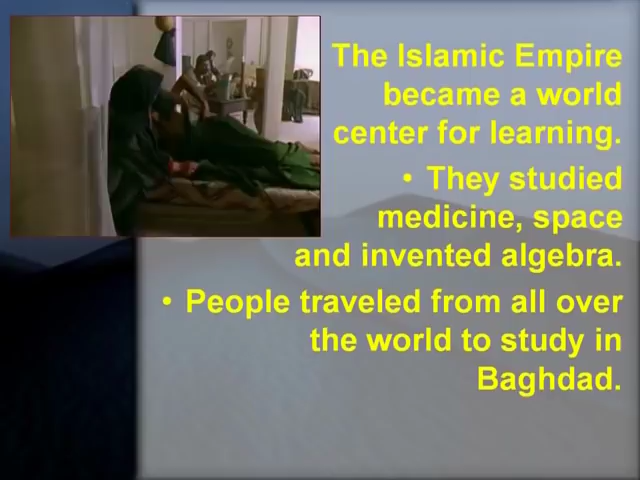 The Islamic Empire
became a world
center for learning.
• They studied
medicine, space
and invented algebra.
• People traveled from all over
the world to study in
Baghdad.